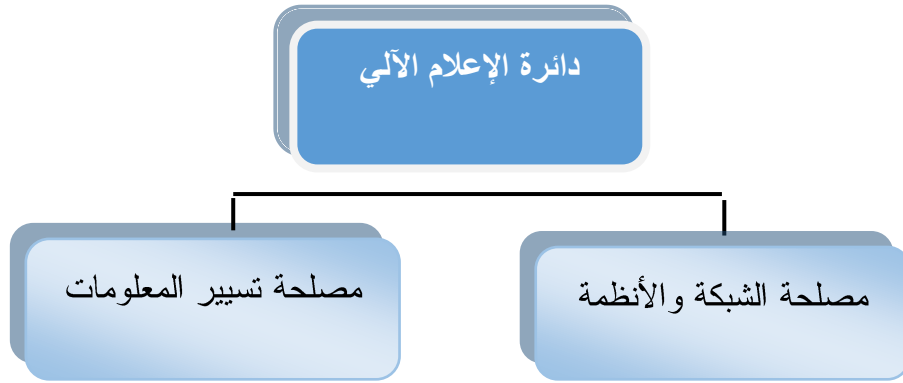 دائرة الإعلام الآلي
مصلحة الشبكة والأنظمة
مصلحة تسيير المعلومات